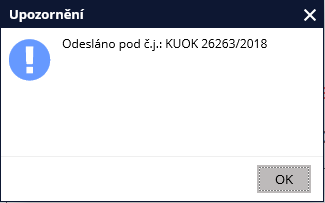 Upozornění
Odesláno pod č.j.: KUOK 26263/2018
OK